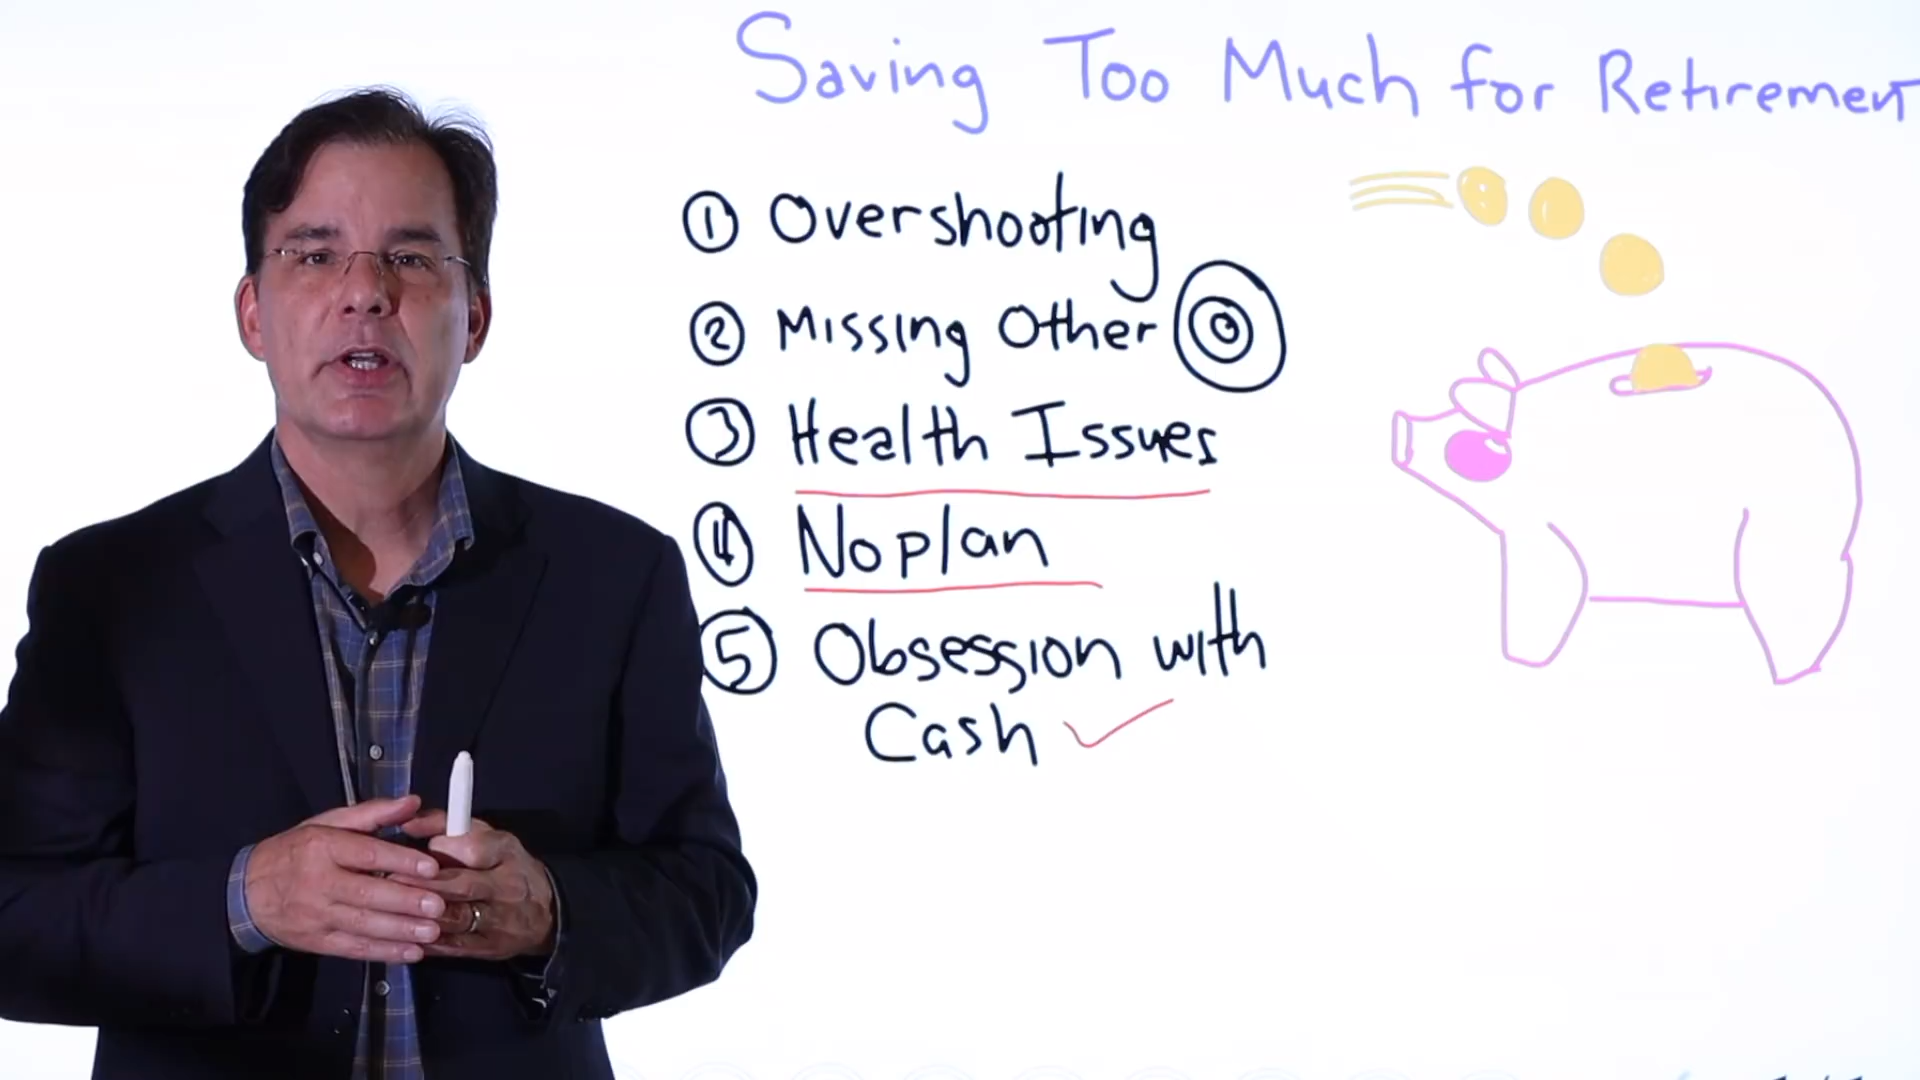 Saving Too Much for Retirement
① Overshooting
② Missing Other
③ Health Issues
④ No plan
⑤ Obsession with
Cash